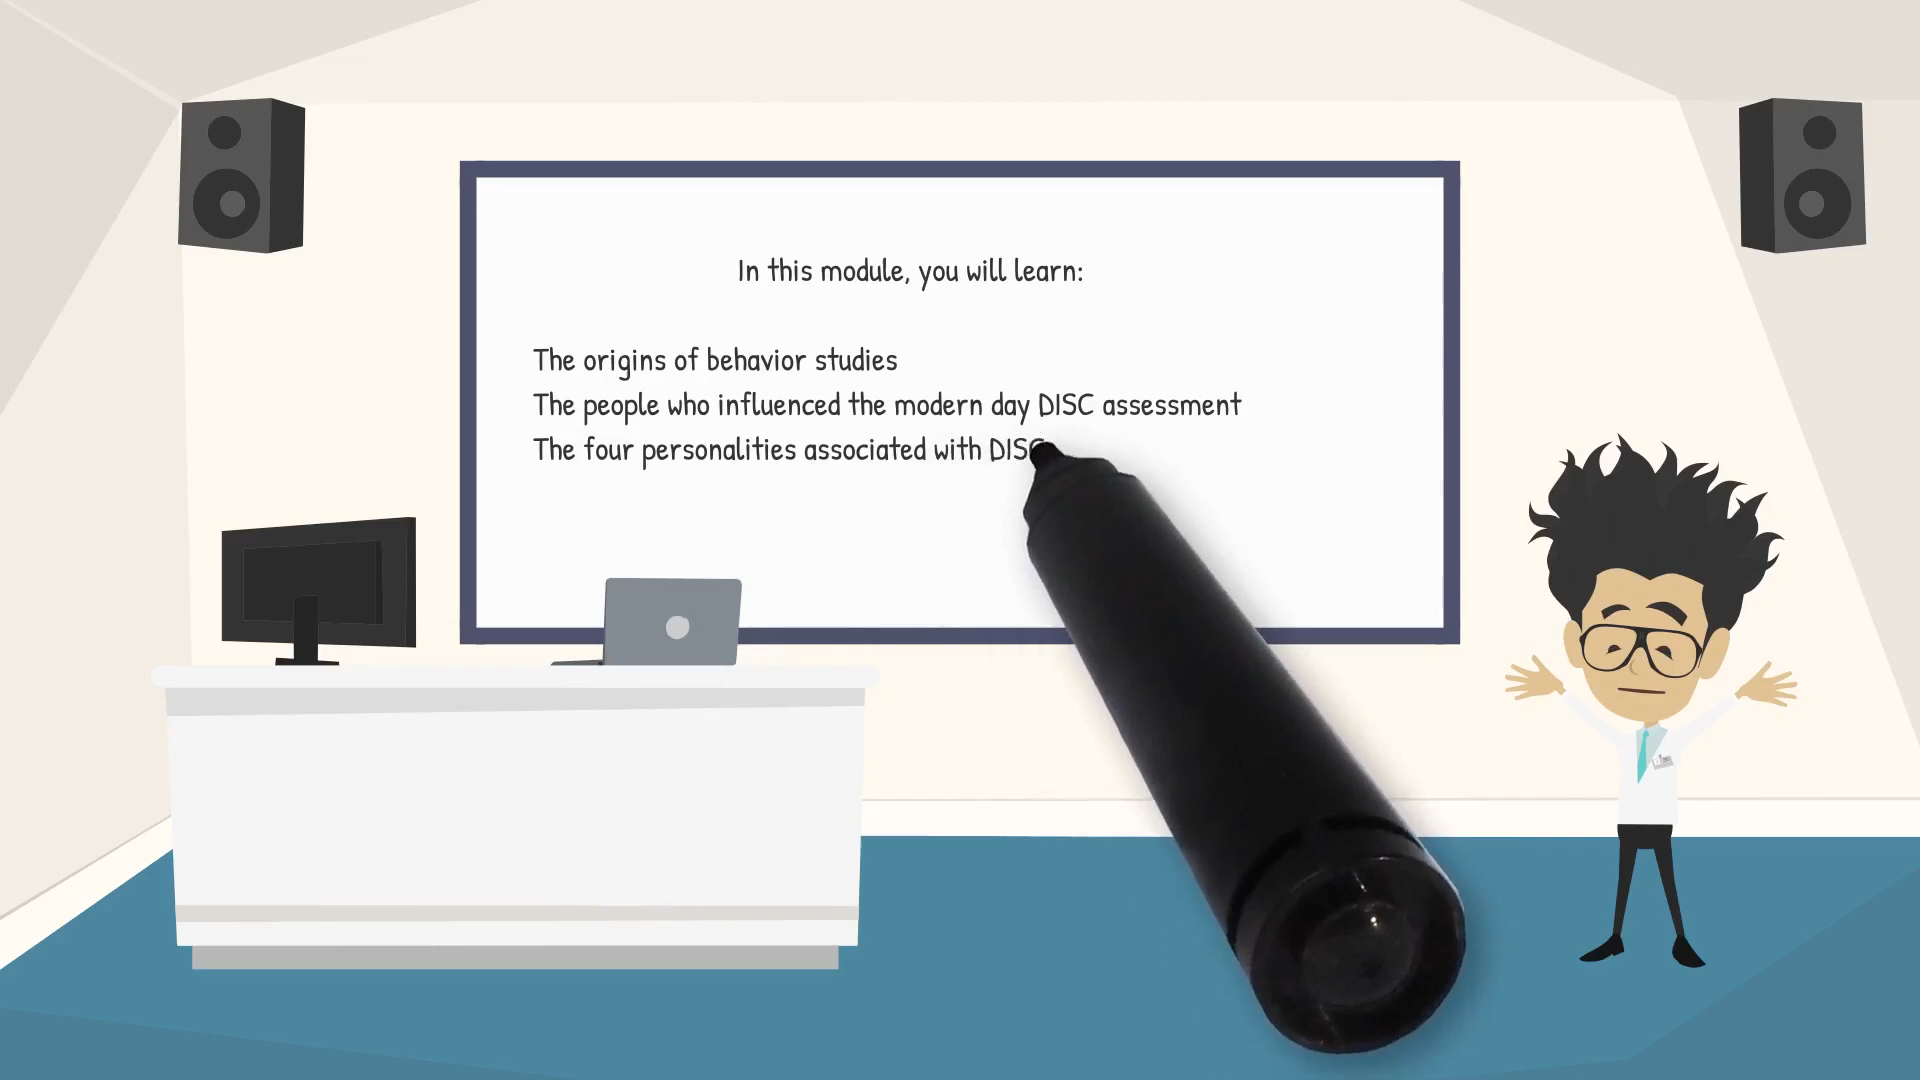 In this module, you will learn:
The origins of behavior studies
The people who influenced the modern day DISC assessment
The four personalities associated with DISC